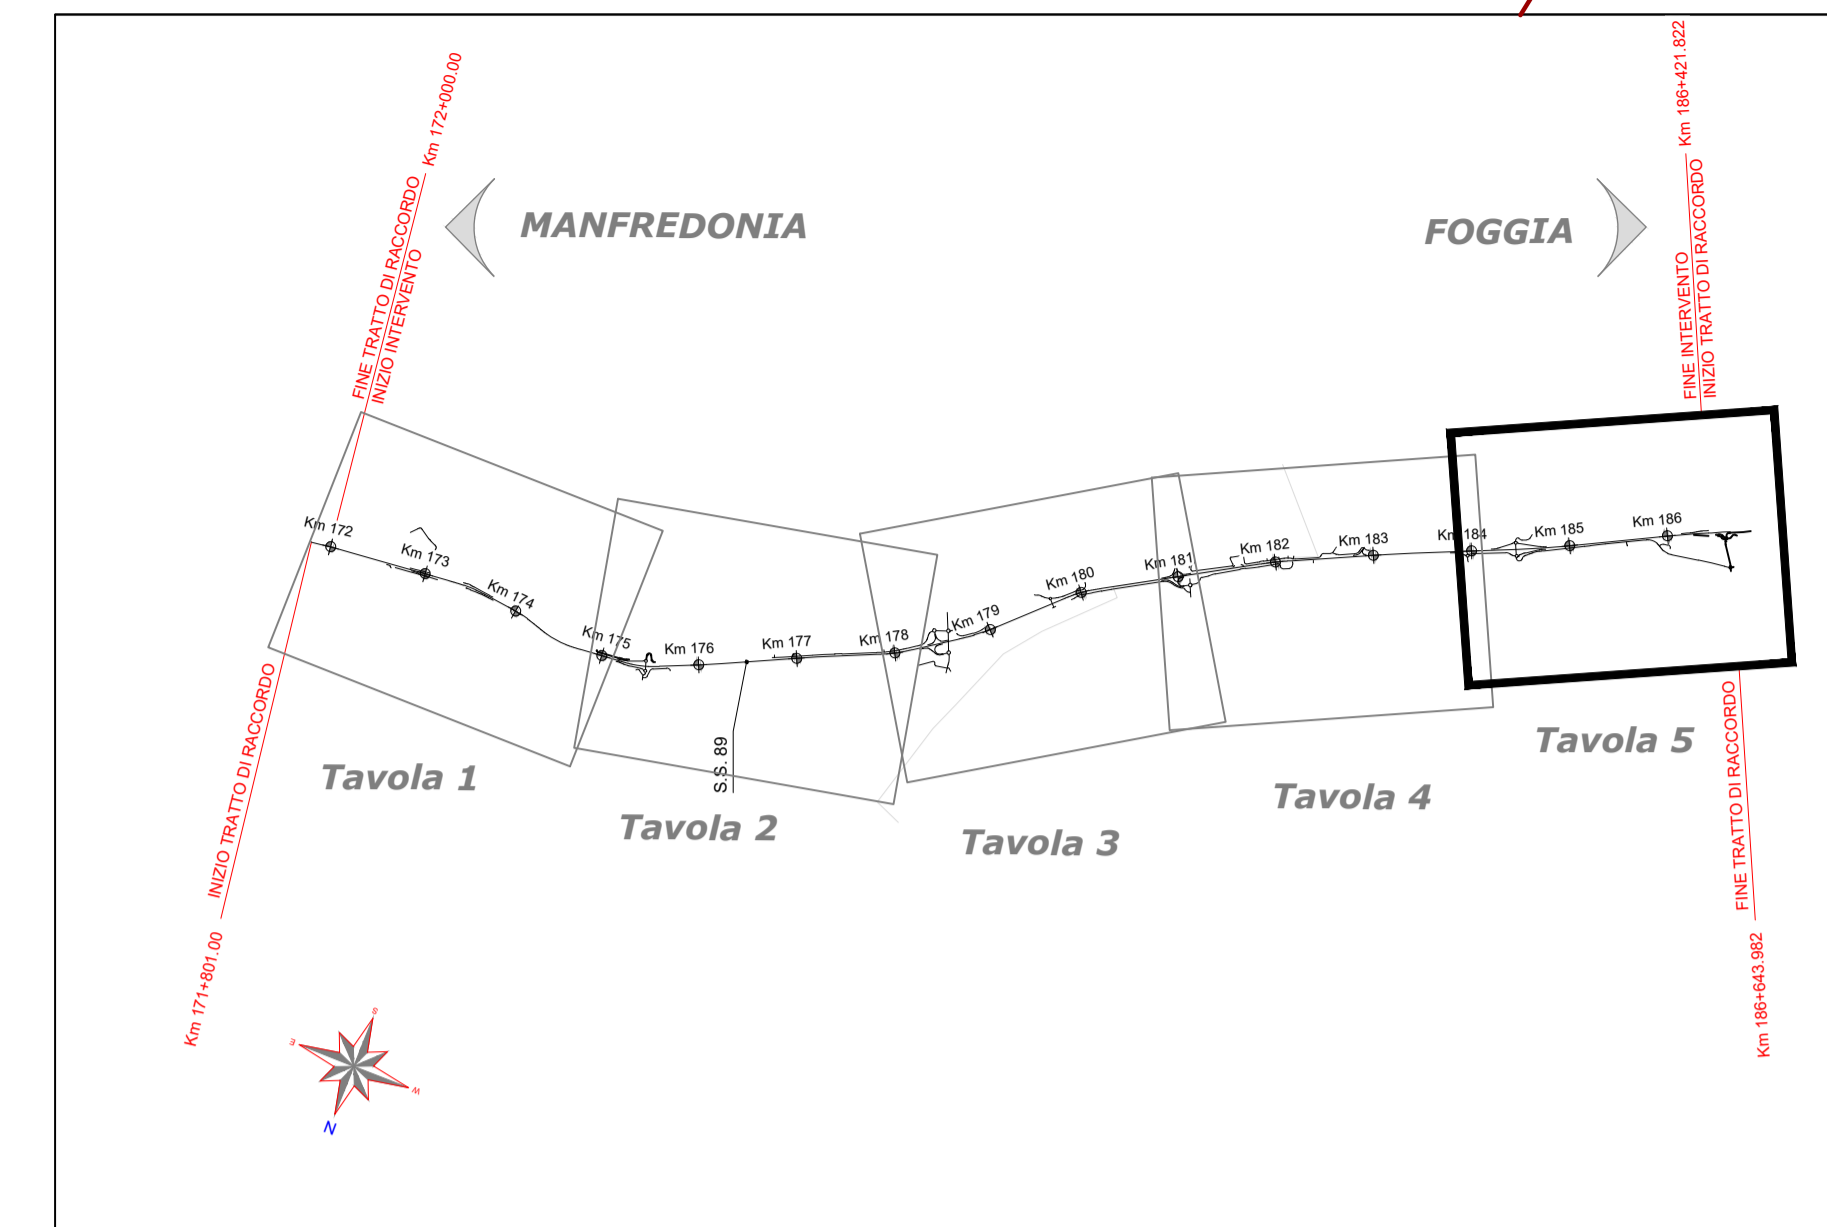 Km 172+000.00
Km 186+421.822
FINE TRATTO DI RACCORDO
INIZIO INTERVENTO
MANFREDONIA
FOGGIA
FINE INTERVENTO
INIZIO TRATTO DI RACCORDO
Km 172
Km 173
Km 174
Km 175
Km 176
Km 177
Km 178
Km 179
Km 180
Km 181
Km 182
Km 183
Km 184
Km 185
Km 186
S.S. 89
Tavola 1
Tavola 2
Tavola 3
Tavola 4
Tavola 5
INIZIO TRATTO DI RACCORDO
Km 171+801.00
FINE TRATTO DI RACCORDO
Km 186+643.982
S
E
W
N